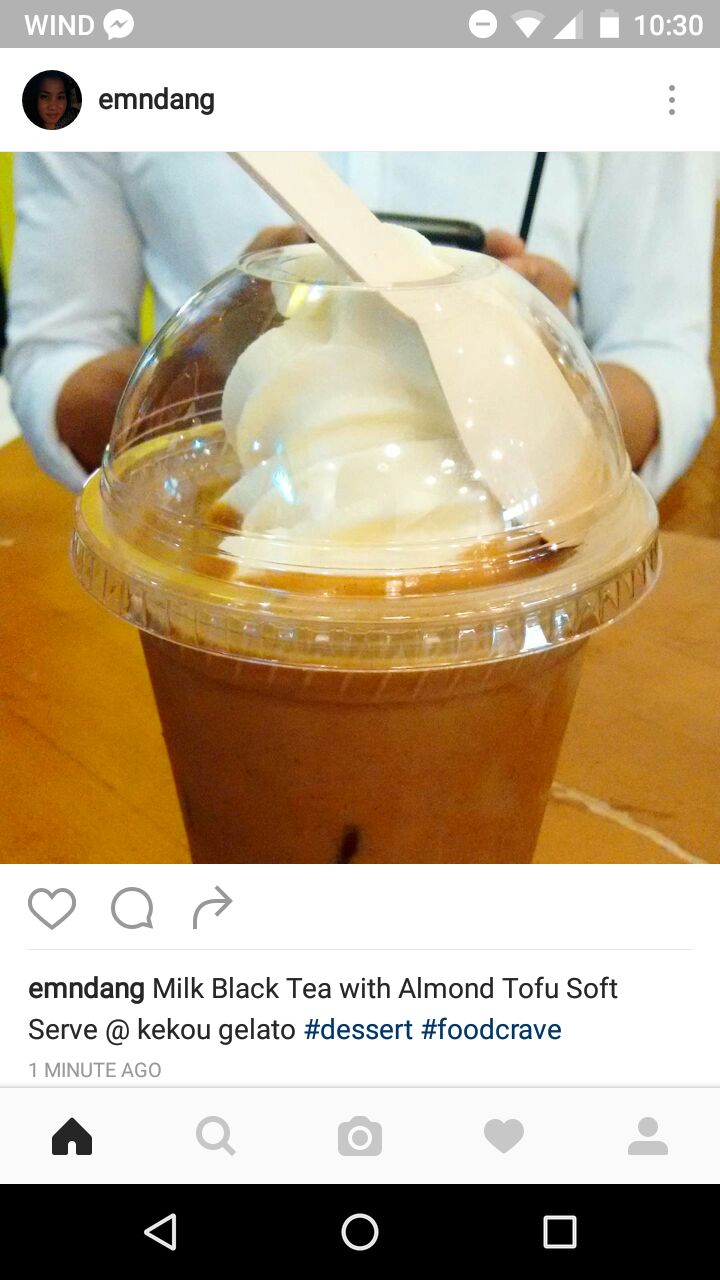 WIND 10:30
emndang
emndang Milk Black Tea with Almond Tofu Soft
Serve @ kekou gelato #dessert #foodcrave
1 MINUTE AGO